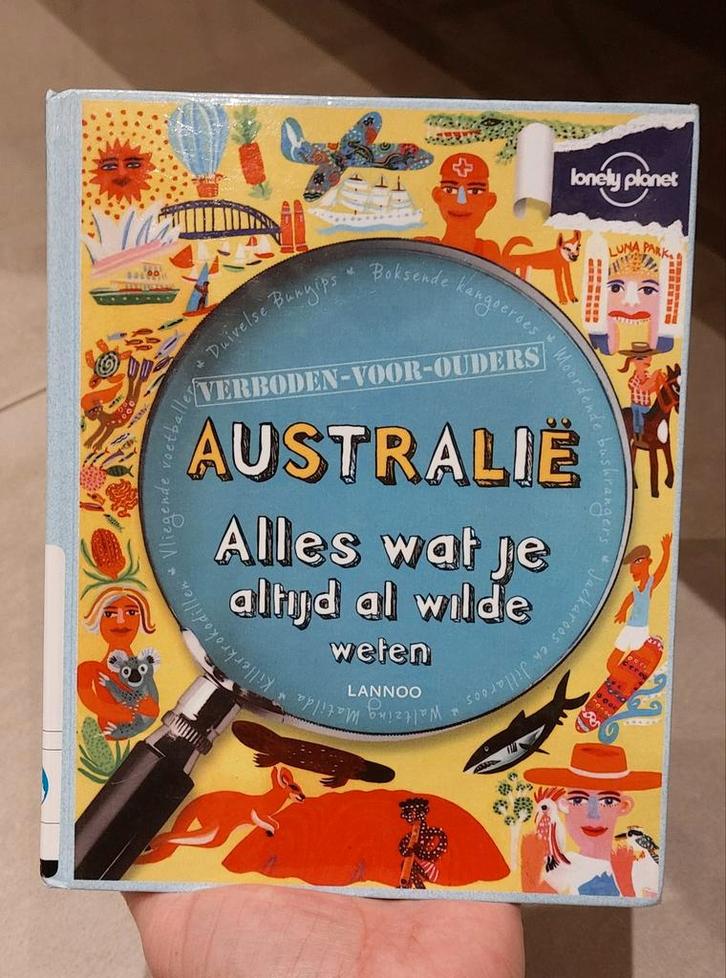 lonely planet
LUNA PARK
Duivelse Bunyips * Boksende kangoeroes * Moordende bushrangers * Jackaroos en Jillaroos * Waltzing Matilda * Killerkrokodillen * Vliegende voetballer
VERBODEN-VOOR-OUDERS
AUSTRALIË
Alles wat je
altijd al wilde
weten
LANNOO